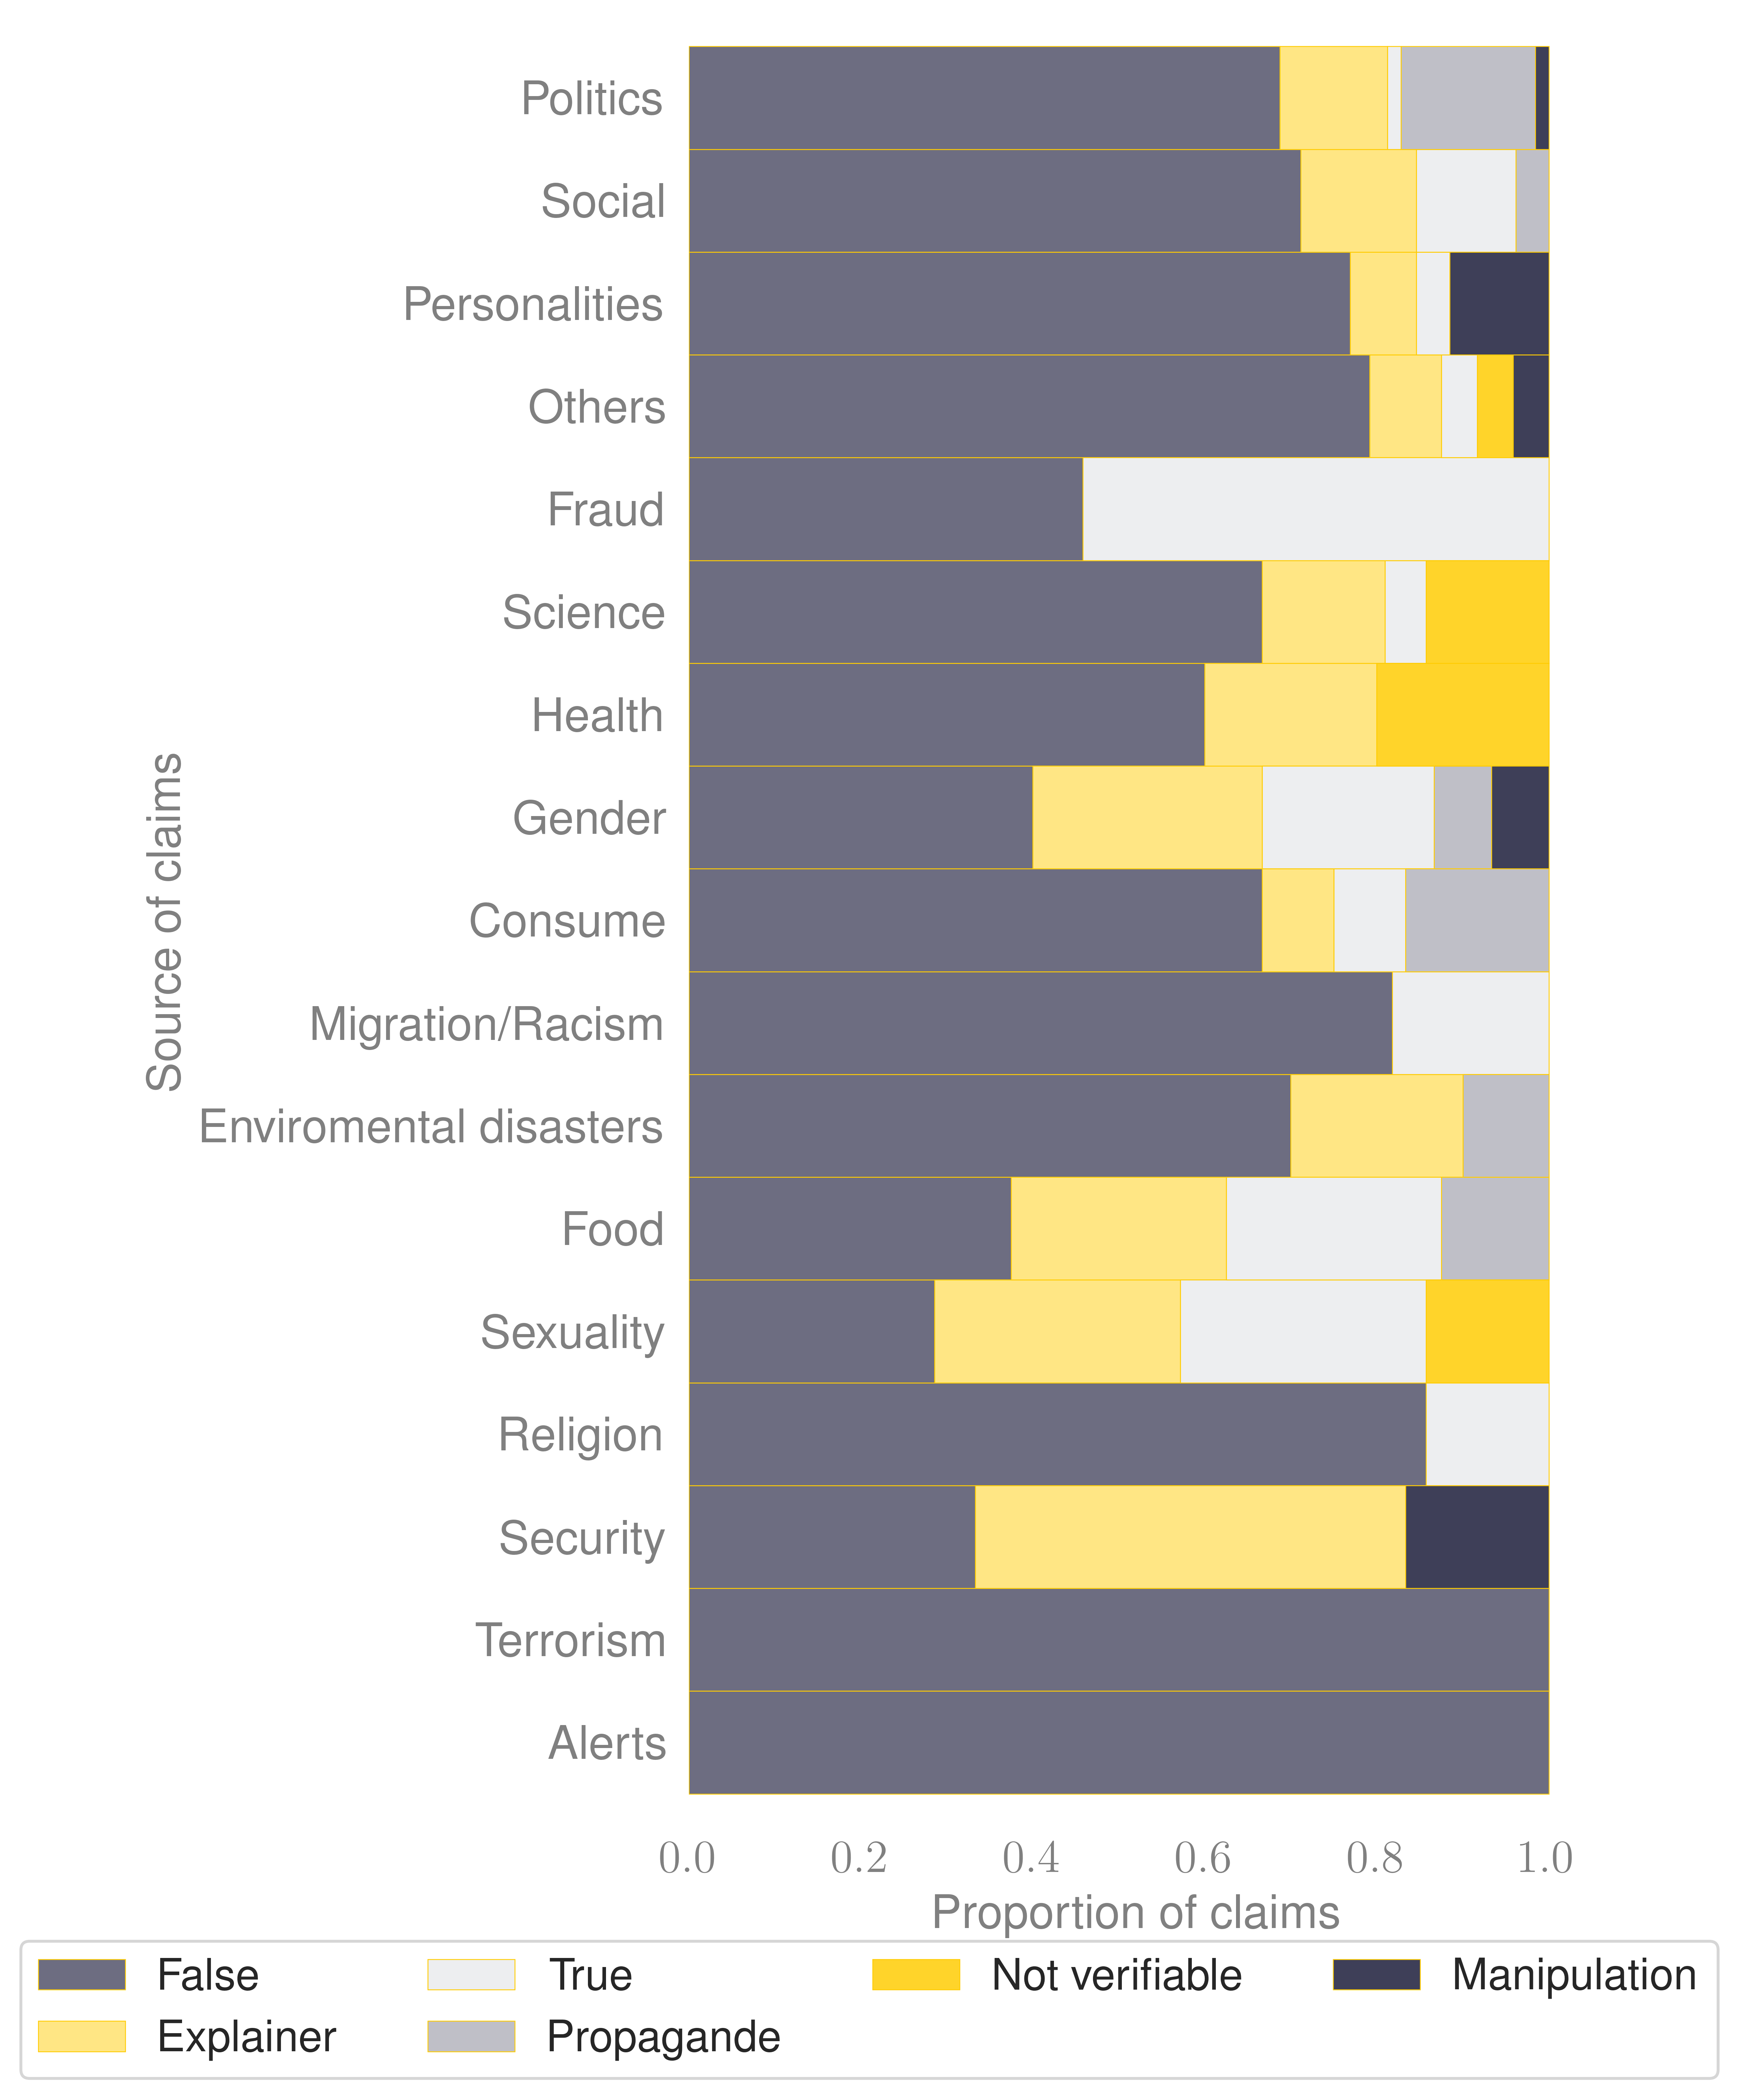 Politics
Social
Personalities
Others
Fraud
Science
Health
Gender
Consume
Migration/Racism
Enviromental disasters
Food
Sexuality
Religion
Security
Terrorism
Alerts
Source of claims
0.0 0.2 0.4 0.6 0.8 1.0
Proportion of claims
False True Not verifiable Manipulation
Explainer Propagande